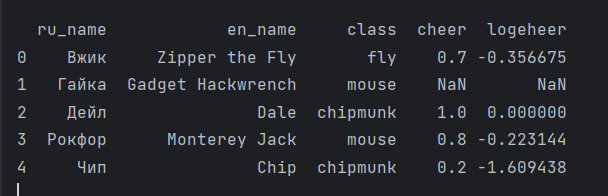 ru_name en_name class cheer logeheer
0 Вжик Zipper the Fly fly 0.7 -0.356675
1 Гайка Gadget Hackwrench mouse NaN NaN
2 Дейл Dale chipmunk 1.0 0.000000
3 Рокфор Monterey Jack mouse 0.8 -0.223144
4 Чип Chip chipmunk 0.2 -1.609438